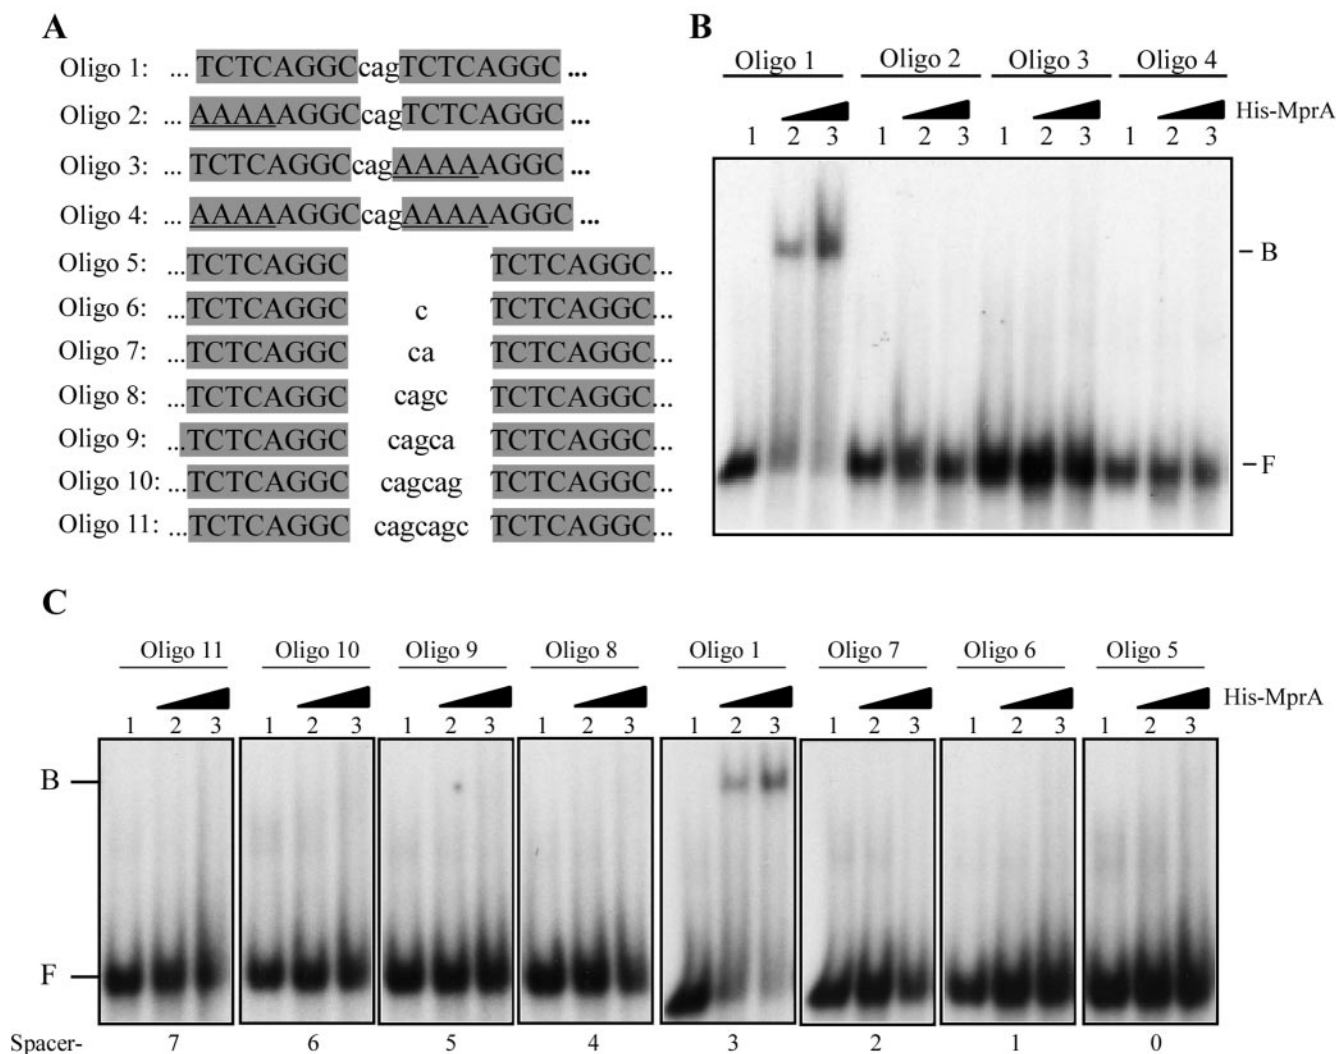 A
Oligo 1: ... TCTCAGGCcagTCTCAGGC ...
Oligo 2: ... AAAAAGGCcagTCTCAGGC ...
Oligo 3: ... TCTCAGGCcagAAAAAGGC ...
Oligo 4: ... AAAAAGGCcagAAAAAGGC ...
Oligo 5: ...TCTCAGGC TCTCAGGC...
Oligo 6: ...TCTCAGGC c TCTCAGGC...
Oligo 7: ...TCTCAGGC ca TCTCAGGC...
Oligo 8: ...TCTCAGGC cagc TCTCAGGC...
Oligo 9: ...TCTCAGGC cagca TCTCAGGC...
Oligo 10: ...TCTCAGGC cagcag TCTCAGGC...
Oligo 11: ...TCTCAGGC cagcagc TCTCAGGC...
B
Oligo 1 Oligo 2 Oligo 3 Oligo 4
His-MprA
1 2 3 1 2 3 1 2 3 1 2 3
B
F
C
Oligo 11 Oligo 10 Oligo 9 Oligo 8 Oligo 1 Oligo 7 Oligo 6 Oligo 5
His-MprA
1 2 3 1 2 3 1 2 3 1 2 3 1 2 3 1 2 3 1 2 3 1 2 3
B
F
Spacer- 7 6 5 4 3 2 1 0